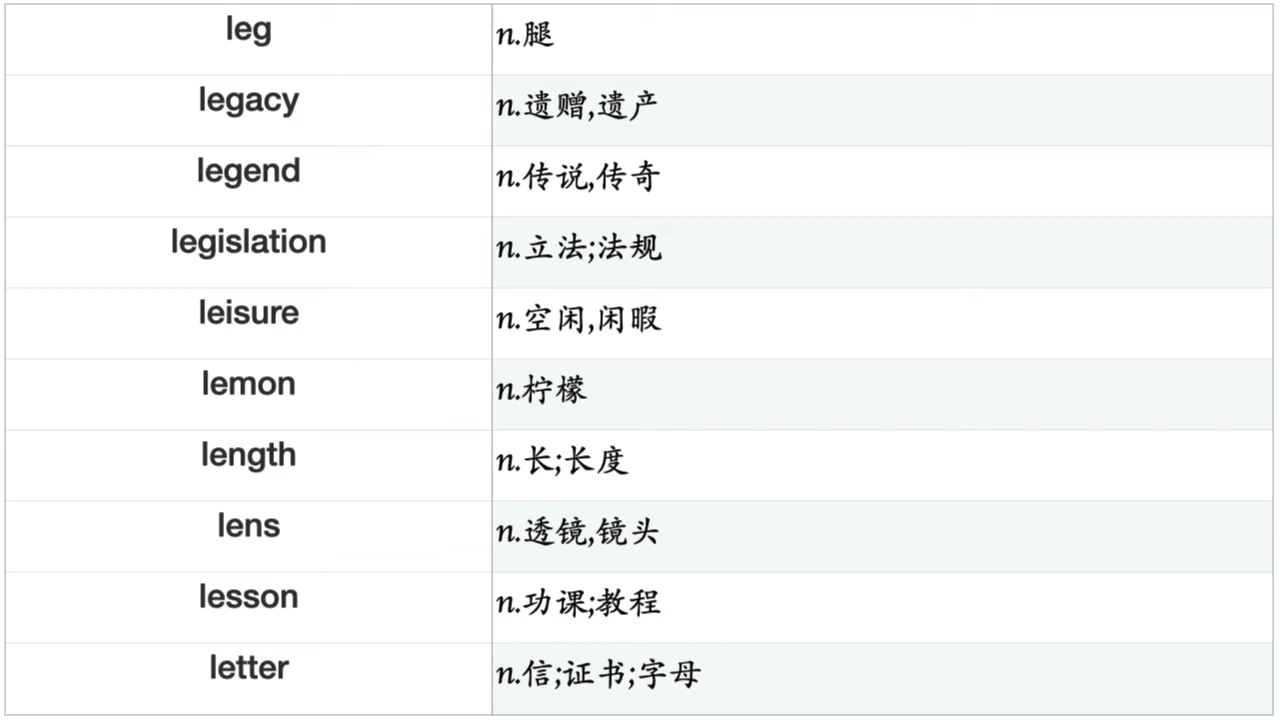 leg n.腿
legacy n.遗赠,遗产
legend n.传说,传奇
legislation n.立法;法规
leisure n.空闲,闲暇
lemon n.柠檬
length n.长;长度
lens n.透镜,镜头
lesson n.功课;教程
letter n.信;证书;字母